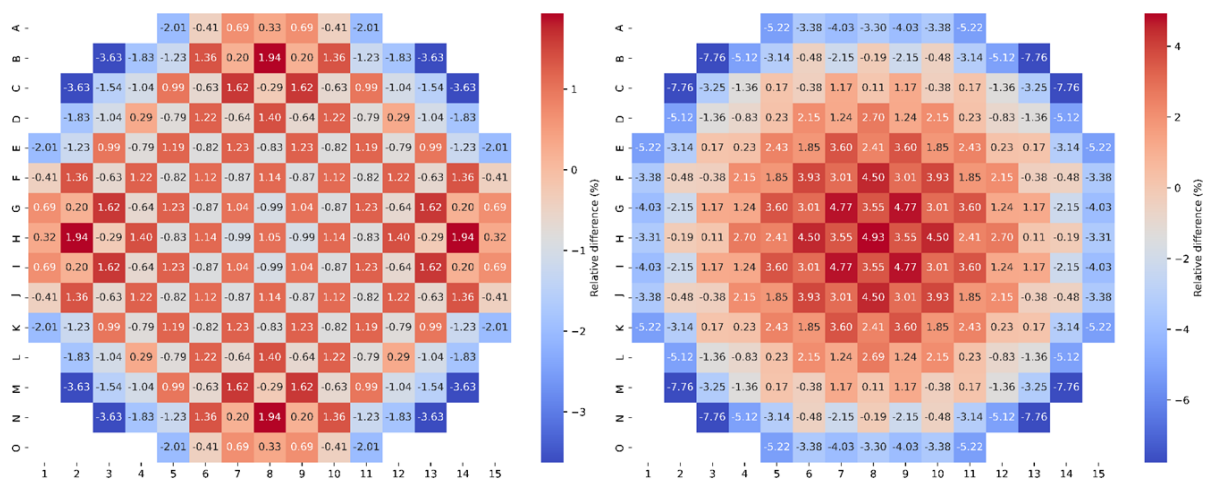 A -2.01 -0.41 0.69 0.33 0.69 -0.41 -2.01
B -3.63 -1.83 -1.23 1.36 0.20 1.94 0.20 1.36 -1.23 -1.83 -3.63
C -3.63 -1.54 -1.04 0.99 -0.63 1.62 -0.29 1.62 -0.63 0.99 -1.04 -1.54 -3.63
D -1.83 -1.04 0.29 -0.79 1.22 -0.64 1.40 -0.64 1.22 -0.79 0.29 -1.04 -1.83
E -2.01 -1.23 0.99 -0.79 1.19 -0.82 1.23 -0.83 1.23 -0.82 1.19 -0.79 0.99 -1.23 -2.01
F -0.41 1.36 -0.63 1.22 -0.82 1.12 -0.87 1.14 -0.87 1.12 -0.82 1.22 -0.63 1.36 -0.41
G 0.69 0.20 1.62 -0.64 1.23 -0.87 1.04 -0.99 1.04 -0.87 1.23 -0.64 1.62 0.20 0.69
H 0.32 1.94 -0.29 1.40 -0.83 1.14 -0.99 1.05 -0.99 1.14 -0.83 1.40 -0.29 1.94 0.32
I 0.69 0.20 1.62 -0.64 1.23 -0.87 1.04 -0.99 1.04 -0.87 1.23 -0.64 1.62 0.20 0.69
J -0.41 1.36 -0.63 1.22 -0.82 1.12 -0.87 1.14 -0.87 1.12 -0.82 1.22 -0.63 1.36 -0.41
K -2.01 -1.23 0.99 -0.79 1.19 -0.82 1.23 -0.83 1.23 -0.82 1.19 -0.79 0.99 -1.23 -2.01
L -1.83 -1.04 0.29 -0.79 1.22 -0.64 1.40 -0.64 1.22 -0.79 0.29 -1.04 -1.83
M -3.63 -1.54 -1.04 0.99 -0.63 1.62 -0.29 1.62 -0.63 0.99 -1.04 -1.54 -3.63
N -3.63 -1.83 -1.23 1.36 0.20 1.94 0.20 1.36 -1.23 -1.83 -3.63
O -2.01 -0.41 0.69 0.33 0.69 -0.41 -2.01
1 2 3 4 5 6 7 8 9 10 11 12 13 14 15
1
0
−1
−2
−3
Relative difference (%)
A -5.22 -3.38 -4.03 -3.30 -4.03 -3.38 -5.22
B -7.76 -5.12 -3.14 -0.48 -2.15 -0.19 -2.15 -0.48 -3.14 -5.12 -7.76
C -7.76 -3.25 -1.36 0.17 -0.38 1.17 0.11 1.17 -0.38 0.17 -1.36 -3.25 -7.76
D -5.12 -1.36 -0.83 0.23 2.15 1.24 2.70 1.24 2.15 0.23 -0.83 -1.36 -5.12
E -5.22 -3.14 0.17 0.23 2.43 1.85 3.60 2.41 3.60 1.85 2.43 0.23 0.17 -3.14 -5.22
F -3.38 -0.48 -0.38 2.15 1.85 3.93 3.01 4.50 3.01 3.93 1.85 2.15 -0.38 -0.48 -3.38
G -4.03 -2.15 1.17 1.24 3.60 3.01 4.77 3.55 4.77 3.01 3.60 1.24 1.17 -2.15 -4.03
H -3.31 -0.19 0.11 2.70 2.41 4.50 3.55 4.93 3.55 4.50 2.41 2.70 0.11 -0.19 -3.31
I -4.03 -2.15 1.17 1.24 3.60 3.01 4.77 3.55 4.77 3.01 3.60 1.24 1.17 -2.15 -4.03
J -3.38 -0.48 -0.38 2.15 1.85 3.93 3.01 4.50 3.01 3.93 1.85 2.15 -0.38 -0.48 -3.38
K -5.22 -3.14 0.17 0.23 2.43 1.85 3.60 2.41 3.60 1.85 2.43 0.23 0.17 -3.14 -5.22
L -5.12 -1.36 -0.83 0.23 2.15 1.24 2.69 1.24 2.15 0.23 -0.83 -1.36 -5.12
M -7.76 -3.25 -1.36 0.17 -0.38 1.17 0.11 1.17 -0.38 0.17 -1.36 -3.25 -7.76
N -7.76 -5.12 -3.14 -0.48 -2.15 -0.19 -2.15 -0.48 -3.14 -5.12 -7.76
O -5.22 -3.38 -4.03 -3.30 -4.03 -3.38 -5.22
1 2 3 4 5 6 7 8 9 10 11 12 13 14 15
4
2
0
−2
−4
−6
Relative difference (%)